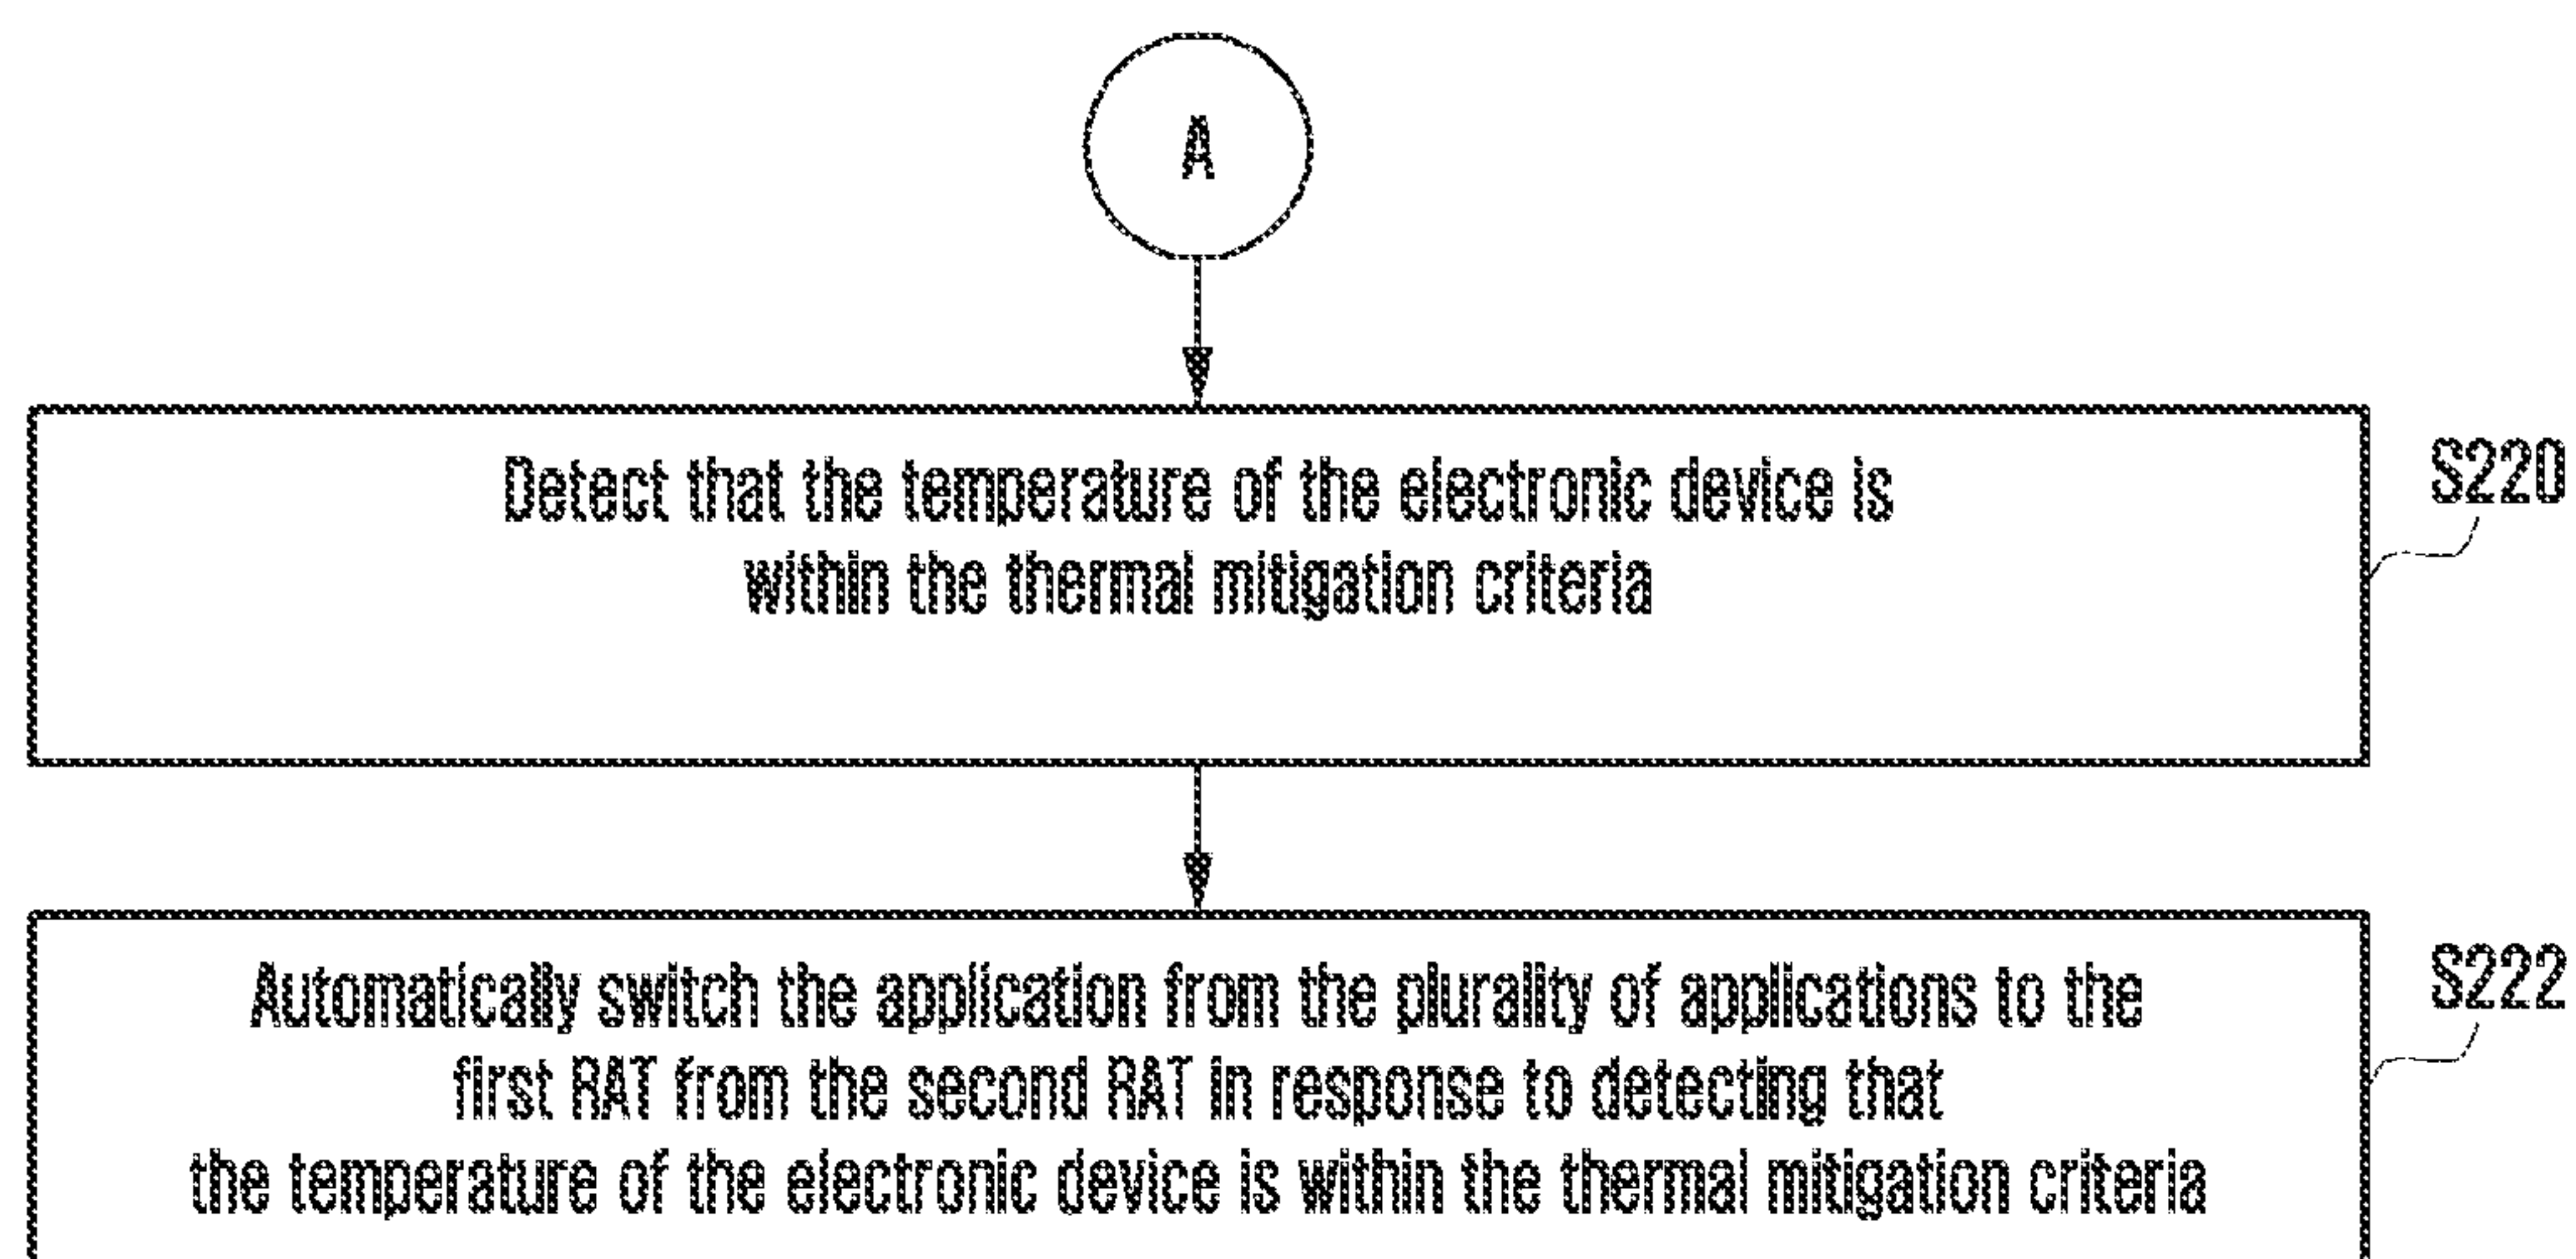 A
Detect that the temperature of the electronic device is
within the thermal mitigation criteria
S220
Automatically switch the application from the plurality of applications to the
first RAT from the second RAT in response to detecting that
the temperature of the electronic device is within the thermal mitigation criteria
S222